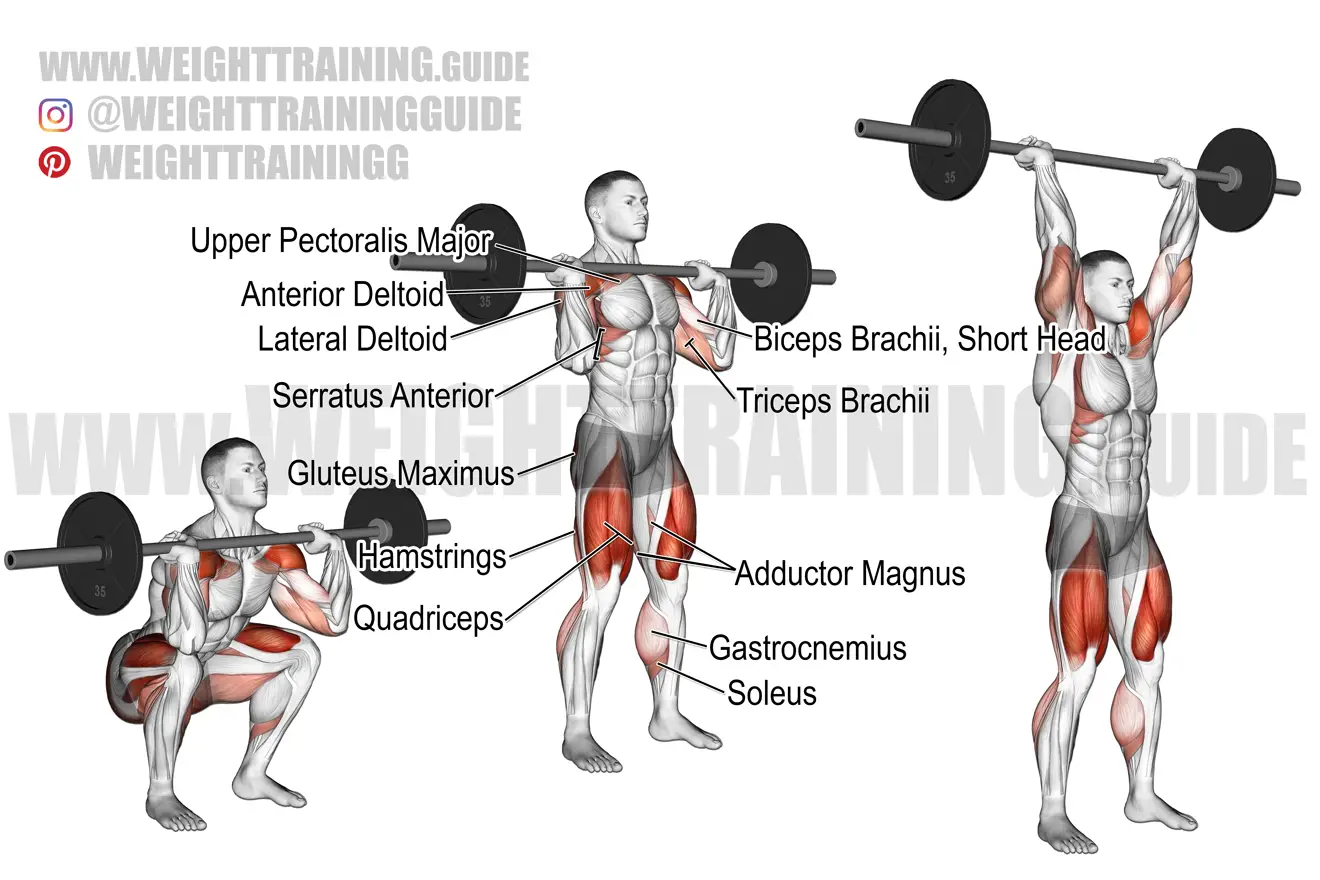 WWW.WEIGHTTRAINING.GUIDE
@WEIGHTTRAININGGUIDE
WEIGHTTRAININGG
35
Upper Pectoralis Major
Anterior Deltoid
35
Lateral Deltoid
Biceps Brachii, Short Head
Serratus Anterior
Triceps Brachii
WWW.WEIGHTTRAINING.GUIDE
Gluteus Maximus
Hamstrings
Adductor Magnus
35
Quadriceps
Gastrocnemius
Soleus